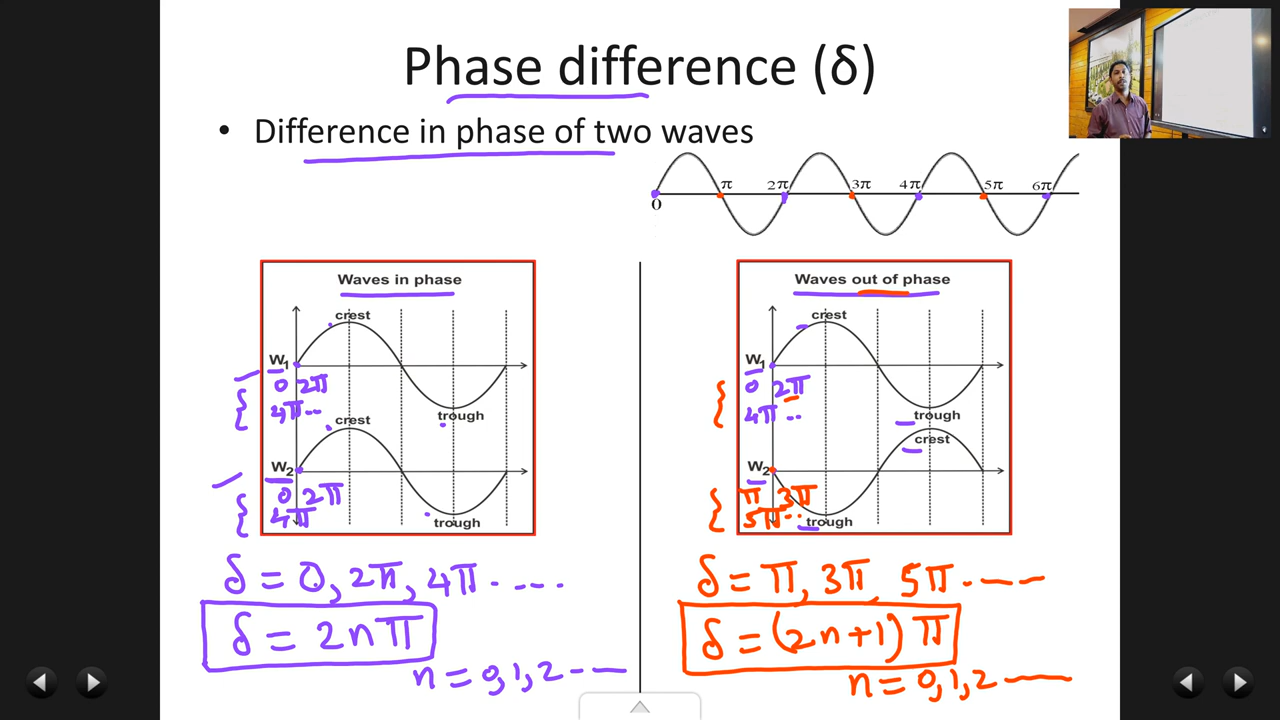 Phase difference (δ)
• Difference in phase of two waves
0 π 2π 3π 4π 5π 6π
Waves in phase
crest
W1
0 2π
4π...
trough
crest
W2
0 2π
4π
trough
δ = 0, 2π, 4π.....
δ = 2nπ
n = 0, 1, 2 -----
Waves out of phase
crest
W1
0 2π
4π ...
trough
crest
W2
π 3π
5π...
trough
δ = π, 3π, 5π.----
δ = (2n+1)π
n = 0, 1, 2 ----